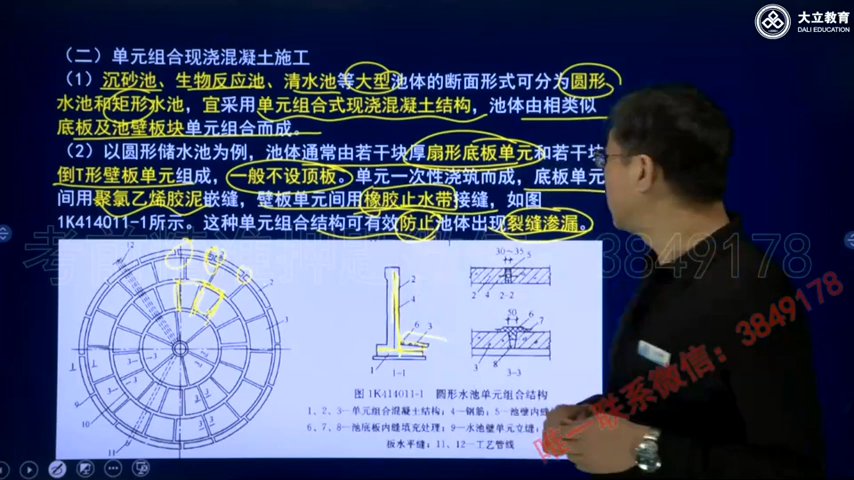 大立教育
DALI EDUCATION
（二）单元组合现浇混凝土施工
（1）沉砂池、生物反应池、清水池等大型池体的断面形式可分为圆形
水池和矩形水池，宜采用单元组合式现浇混凝土结构，池体由相类似
底板及池壁板块单元组合而成。
（2）以圆形储水池为例，池体通常由若干块厚扇形底板单元和若干块
倒T形壁板单元组成，一般不设顶板。单元一次性浇筑而成，底板单元
间用聚氯乙烯胶泥嵌缝，壁板单元间用橡胶止水带接缝，如图
1K414011-1所示。这种单元组合结构可有效防止池体出现裂缝渗漏。
3849178
唯一联系微信：3849178
30～35
2 4 2-2
50
3 8 3-3
1 1-1
图 1K414011-1 圆形水池单元组合结构
1、2、3—单元组合混凝土结构；4—钢筋；5—池壁内缝
6、7、8—池底板内缝填充处理；9—水池壁单元立缝；
扳水平缝；11、12—工艺管线